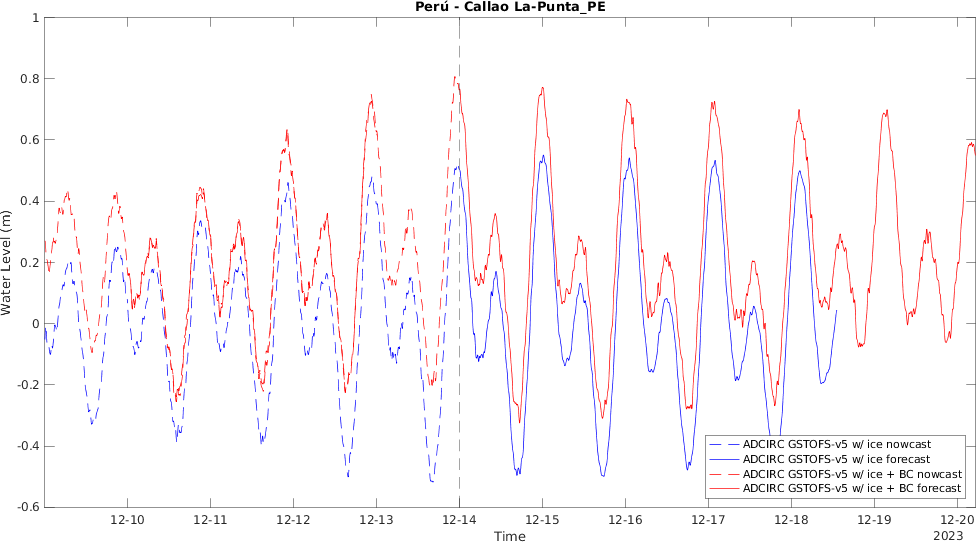 Perú - Callao La-Punta_PE
1
0.8
0.6
0.4
0.2
0
-0.2
-0.4
-0.6
Water Level (m)
ADCIRC GSTOFS-v5 w/ ice nowcast
ADCIRC GSTOFS-v5 w/ ice forecast
ADCIRC GSTOFS-v5 w/ ice + BC nowcast
ADCIRC GSTOFS-v5 w/ ice + BC forecast
12-10 12-11 12-12 12-13 12-14 12-15 12-16 12-17 12-18 12-19 12-20
Time
2023